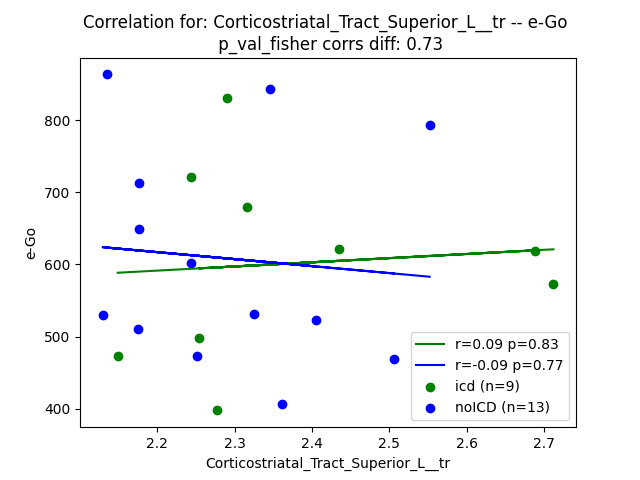 Correlation for: Corticostriatal_Tract_Superior_L__tr -- e-Go
p_val_fisher corrs diff: 0.73
800
700
600
500
400
e-Go
2.2 2.3 2.4 2.5 2.6 2.7
Corticostriatal_Tract_Superior_L__tr
r=0.09 p=0.83
r=-0.09 p=0.77
icd (n=9)
noICD (n=13)